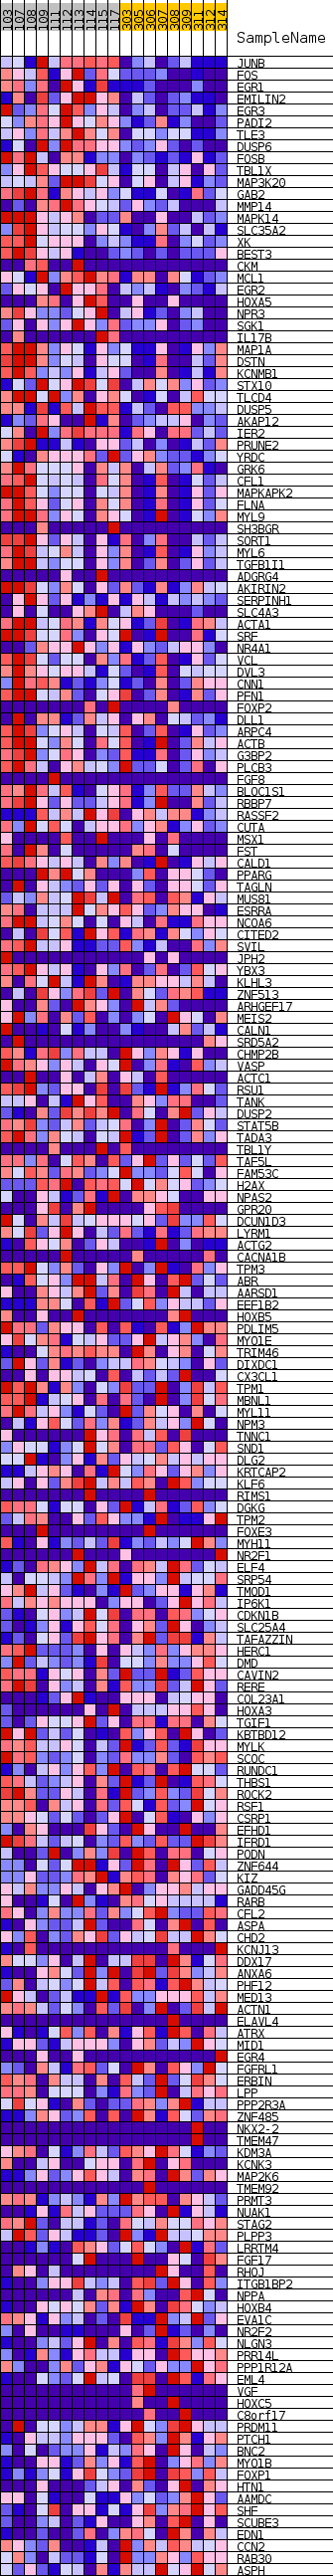 102 107 108 109 111 112 113 114 115 117 303 305 306 307 308 309 311 312 314
SampleName
JUNB
FOS
EGR1
EMILIN2
EGR3
PADI2
TLE3
DUSP6
FOSB
TBL1X
MAP3K20
GAB2
MMP14
MAPK14
SLC35A2
XK
BEST3
CKM
MCL1
EGR2
HOXA5
NPR3
SGK1
IL17B
MAP1A
DSTN
KCNMB1
STX10
TLCD4
DUSP5
AKAP12
IER2
PRUNE2
YRDC
GRK6
CFL1
MAPKAPK2
FLNA
MYL9
SH3BGR
SORT1
MYL6
TGFB1I1
ADGRG4
AKIRIN2
SERPINH1
SLC4A3
ACTA1
SRF
NR4A1
VCL
DVL3
CNN1
PFN1
FOXP2
DLL1
ARPC4
ACTB
G3BP2
PLCB3
FGF8
BLOC1S1
RBBP7
RASSF2
CUTA
MSX1
FST
CALD1
PPARG
TAGLN
MUS81
ESRRA
NCOA6
CITED2
SVIL
JPH2
YBX3
KLHL3
ZNF513
ARHGEF17
MEIS2
CALN1
SRD5A2
CHMP2B
VASP
ACTC1
RSU1
TANK
DUSP2
STAT5B
TADA3
TBL1Y
TAF5L
FAM53C
H2AX
NPAS2
GPR20
DCUN1D3
LYRM1
ACTG2
CACNA1B
TPM3
ABR
AARSD1
EEF1B2
HOXB5
PDLIM5
MYO1E
TRIM46
DIXDC1
CX3CL1
TPM1
MBNL1
MYL11
NPM3
TNNC1
SND1
DLG2
KRTCAP2
KLF6
RIMS1
DGKG
TPM2
FOXE3
MYH11
NR2F1
ELF4
SRP54
TMOD1
IP6K1
CDKN1B
SLC25A4
TAFAZZIN
HERC1
DMD
CAVIN2
RERE
COL23A1
HOXA3
TGIF1
KBTBD12
MYLK
SCOC
RUNDC1
THBS1
ROCK2
RSF1
CSRP1
EFHD1
IFRD1
PODN
ZNF644
KIZ
GADD45G
RARB
CFL2
ASPA
CHD2
KCNJ13
DDX17
ANXA6
PHF12
MED13
ACTN1
ELAVL4
ATRX
MID1
EGR4
FGFRL1
ERBIN
LPP
PPP2R3A
ZNF485
NKX2-2
TMEM47
KDM3A
KCNK3
MAP2K6
TMEM92
PRMT3
NUAK1
STAG2
PLPP3
LRRTM4
FGF17
RHOJ
ITGB1BP2
NPPA
HOXB4
EVA1C
NR2F2
NLGN3
PRR14L
PPP1R12A
EML4
VGF
HOXC5
C8orf17
PRDM11
PTCH1
BNC2
MYO1B
FOXP1
HTN1
AAMDC
SHF
SCUBE3
EDN1
CCN2
RAB30
ASPH